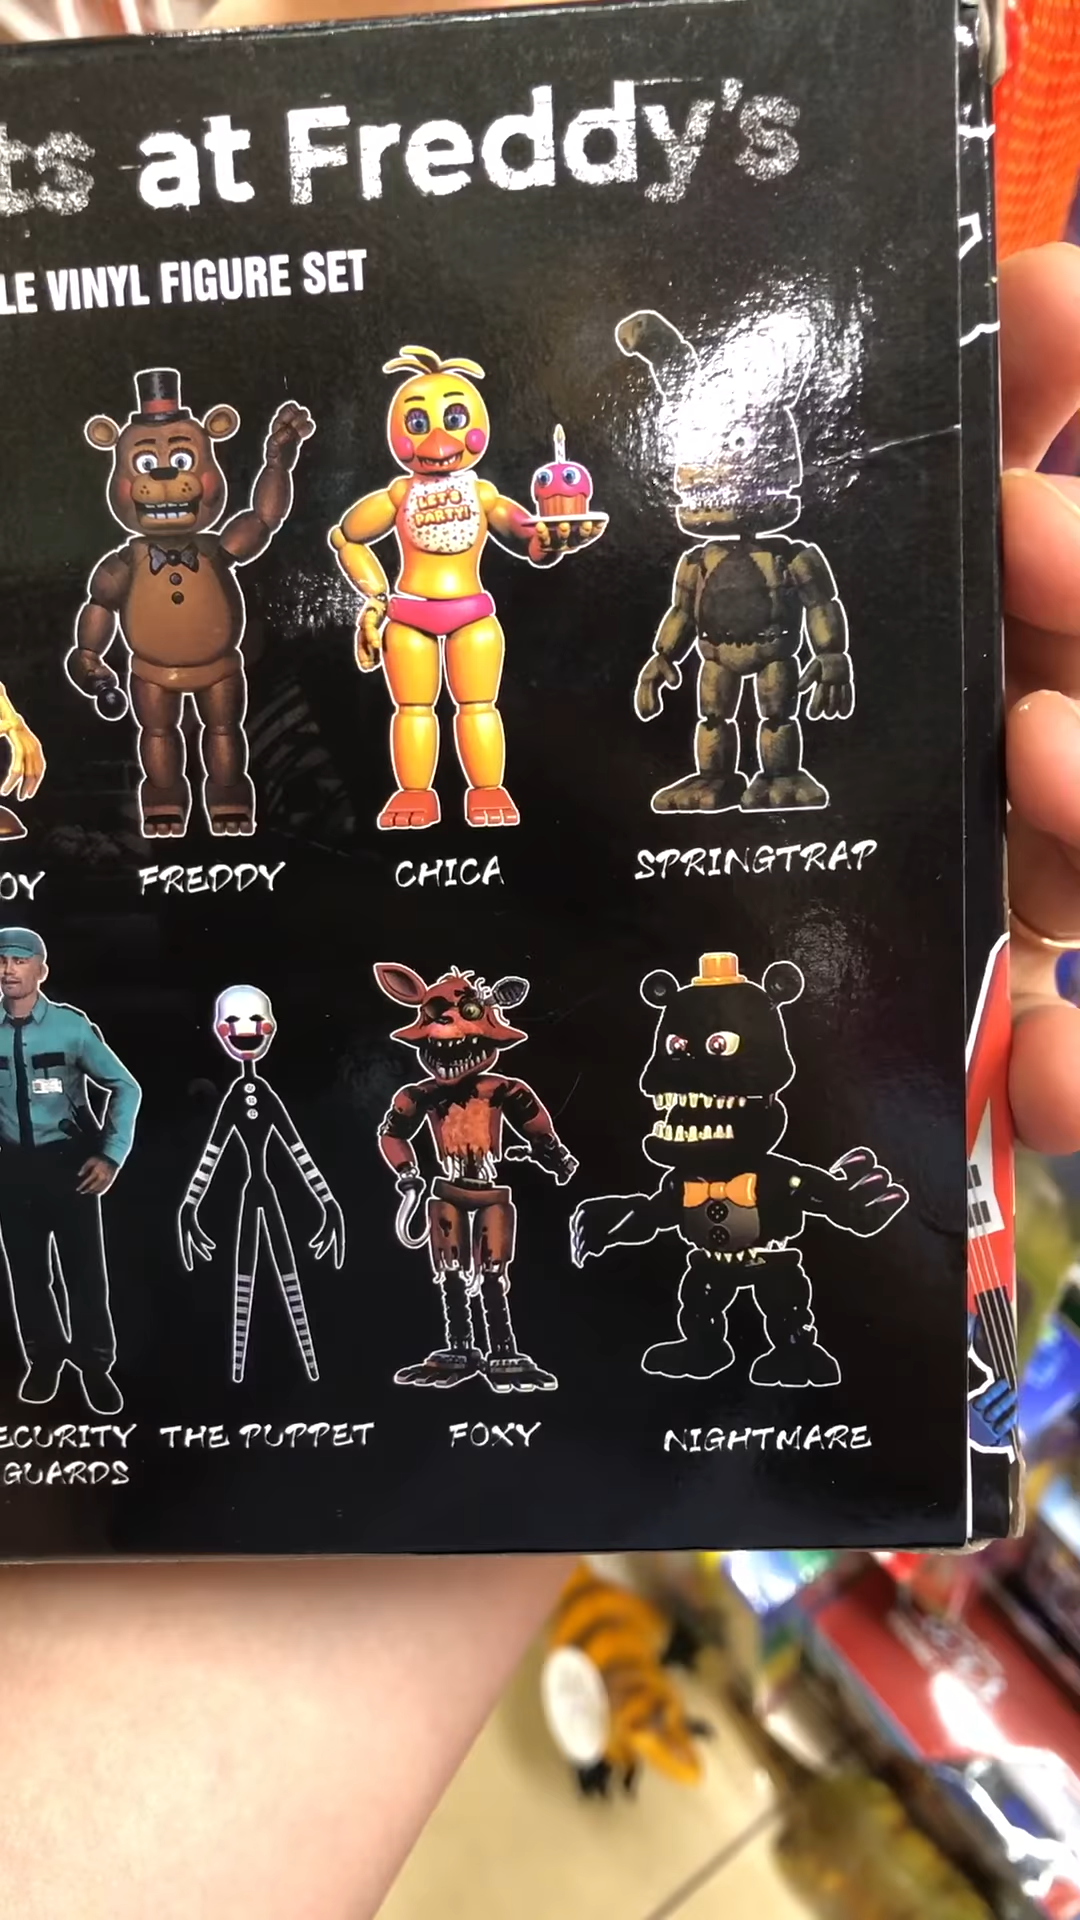 ts at Freddy's
LE VINYL FIGURE SET
LET'S
PARTY!
OY FREDDY CHICA SPRINGTRAP
ECURITY THE PUPPET FOXY NIGHTMARE
GUARDS